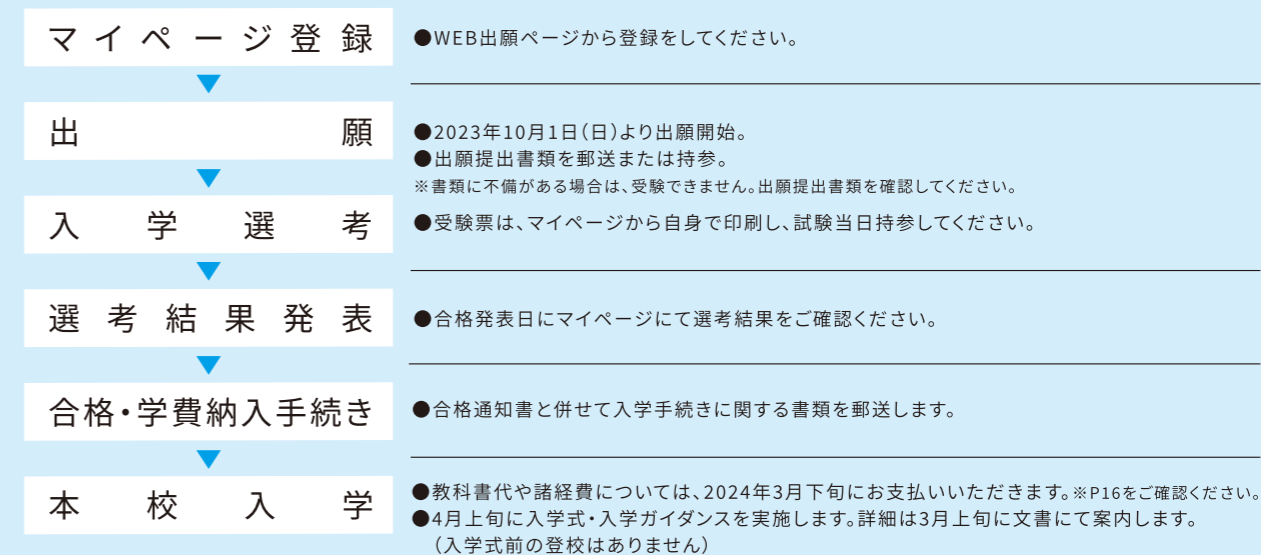 マイページ登録
●WEB出願ページから登録をしてください。
出願
●2023年10月1日(日)より出願開始。
●出願提出書類を郵送または持参。
※書類に不備がある場合は、受験できません。出願提出書類を確認してください。
入学選考
●受験票は、マイページから自身で印刷し、試験当日持参してください。
選考結果発表
●合格発表日にマイページにて選考結果をご確認ください。
合格・学費納入手続き
●合格通知書と併せて入学手続きに関する書類を郵送します。
本校入学
●教科書代や諸経費については、2024年3月下旬にお支払いいただきます。※P16をご確認ください。
●4月上旬に入学式・入学ガイダンスを実施します。詳細は3月上旬に文書にて案内します。
(入学式前の登校はありません)